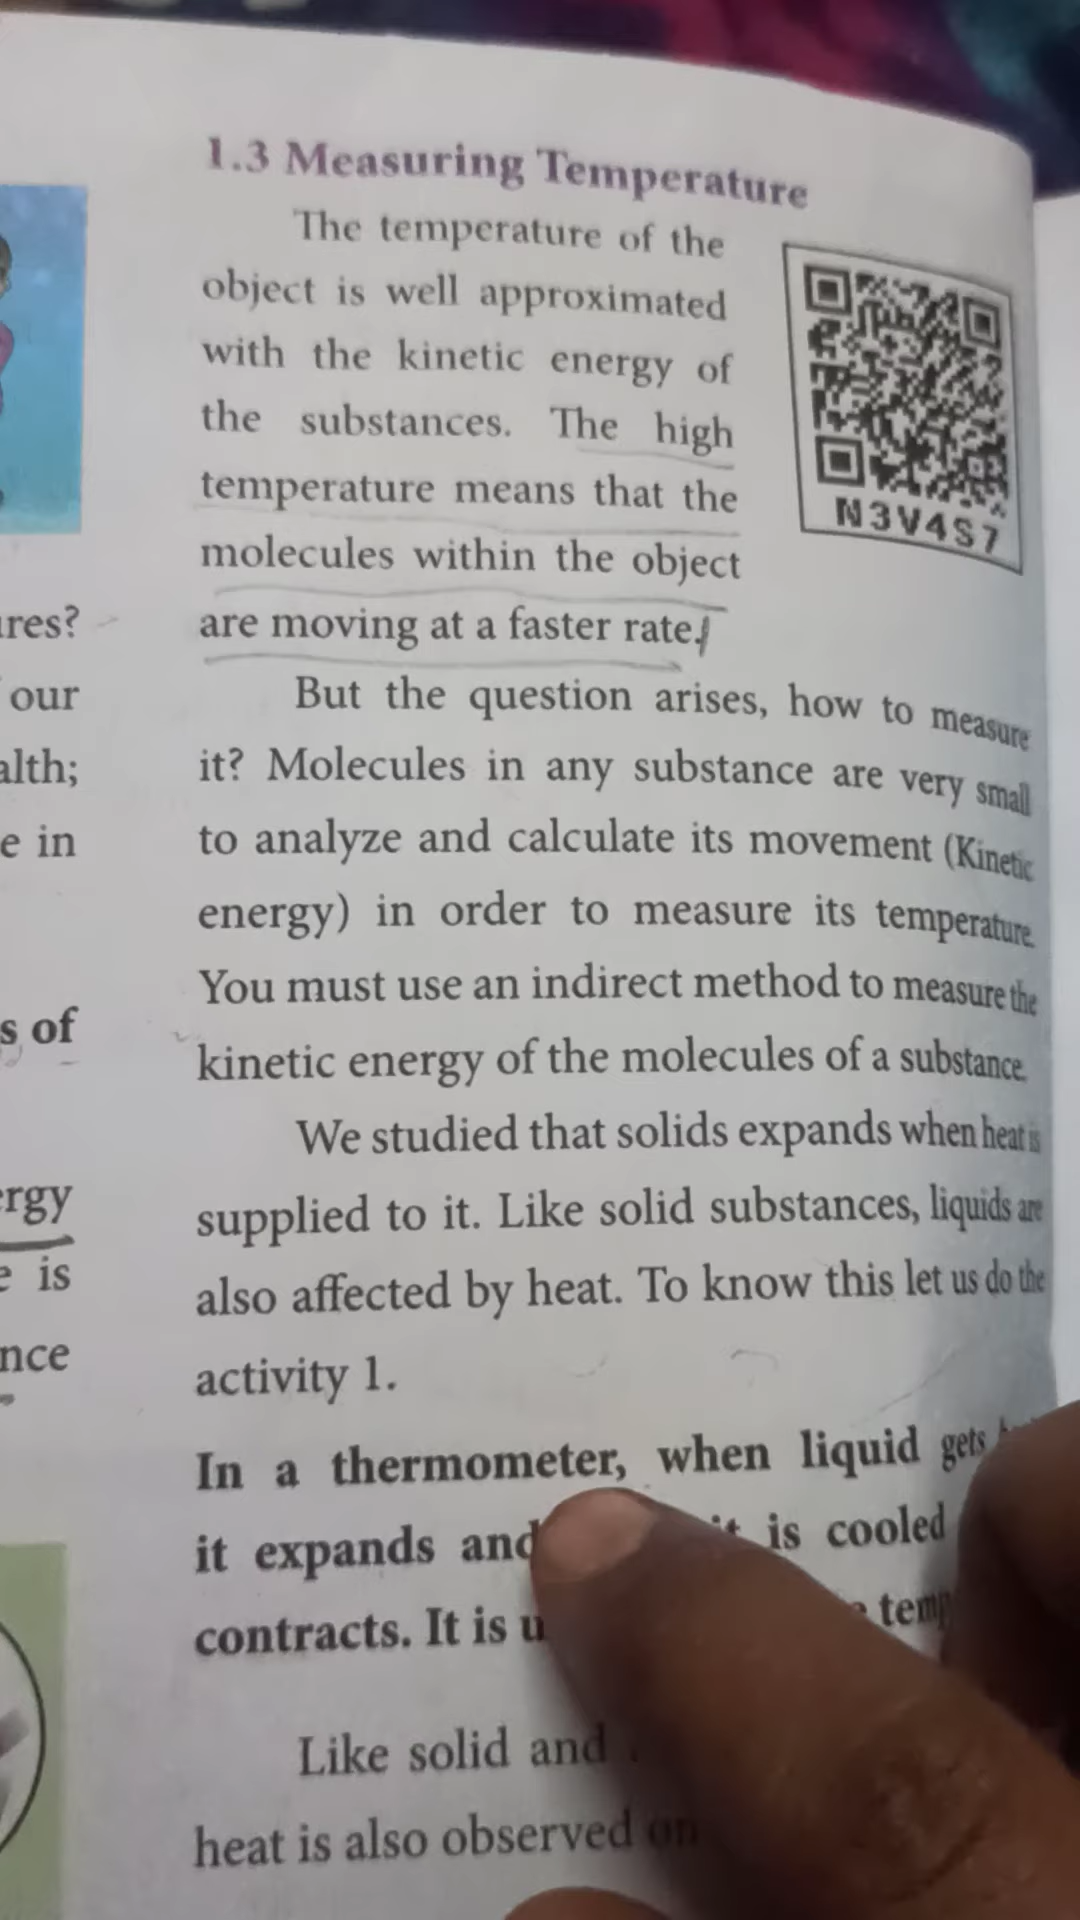 1.3 Measuring Temperature
The temperature of the
object is well approximated
with the kinetic energy of
the substances. The high
temperature means that the
molecules within the object
are moving at a faster rate.
N3V4S7
But the question arises, how to measure
it? Molecules in any substance are very small
to analyze and calculate its movement (Kinetic
energy) in order to measure its temperature.
You must use an indirect method to measure the
kinetic energy of the molecules of a substance.
We studied that solids expands when heat is
supplied to it. Like solid substances, liquids are
also affected by heat. To know this let us do the
activity 1.
In a thermometer, when liquid gets
it expands and it is cooled
contracts. It is
Like solid and
heat is also observed on
res?
our
alth;
e in
s of
ergy
e is
nce